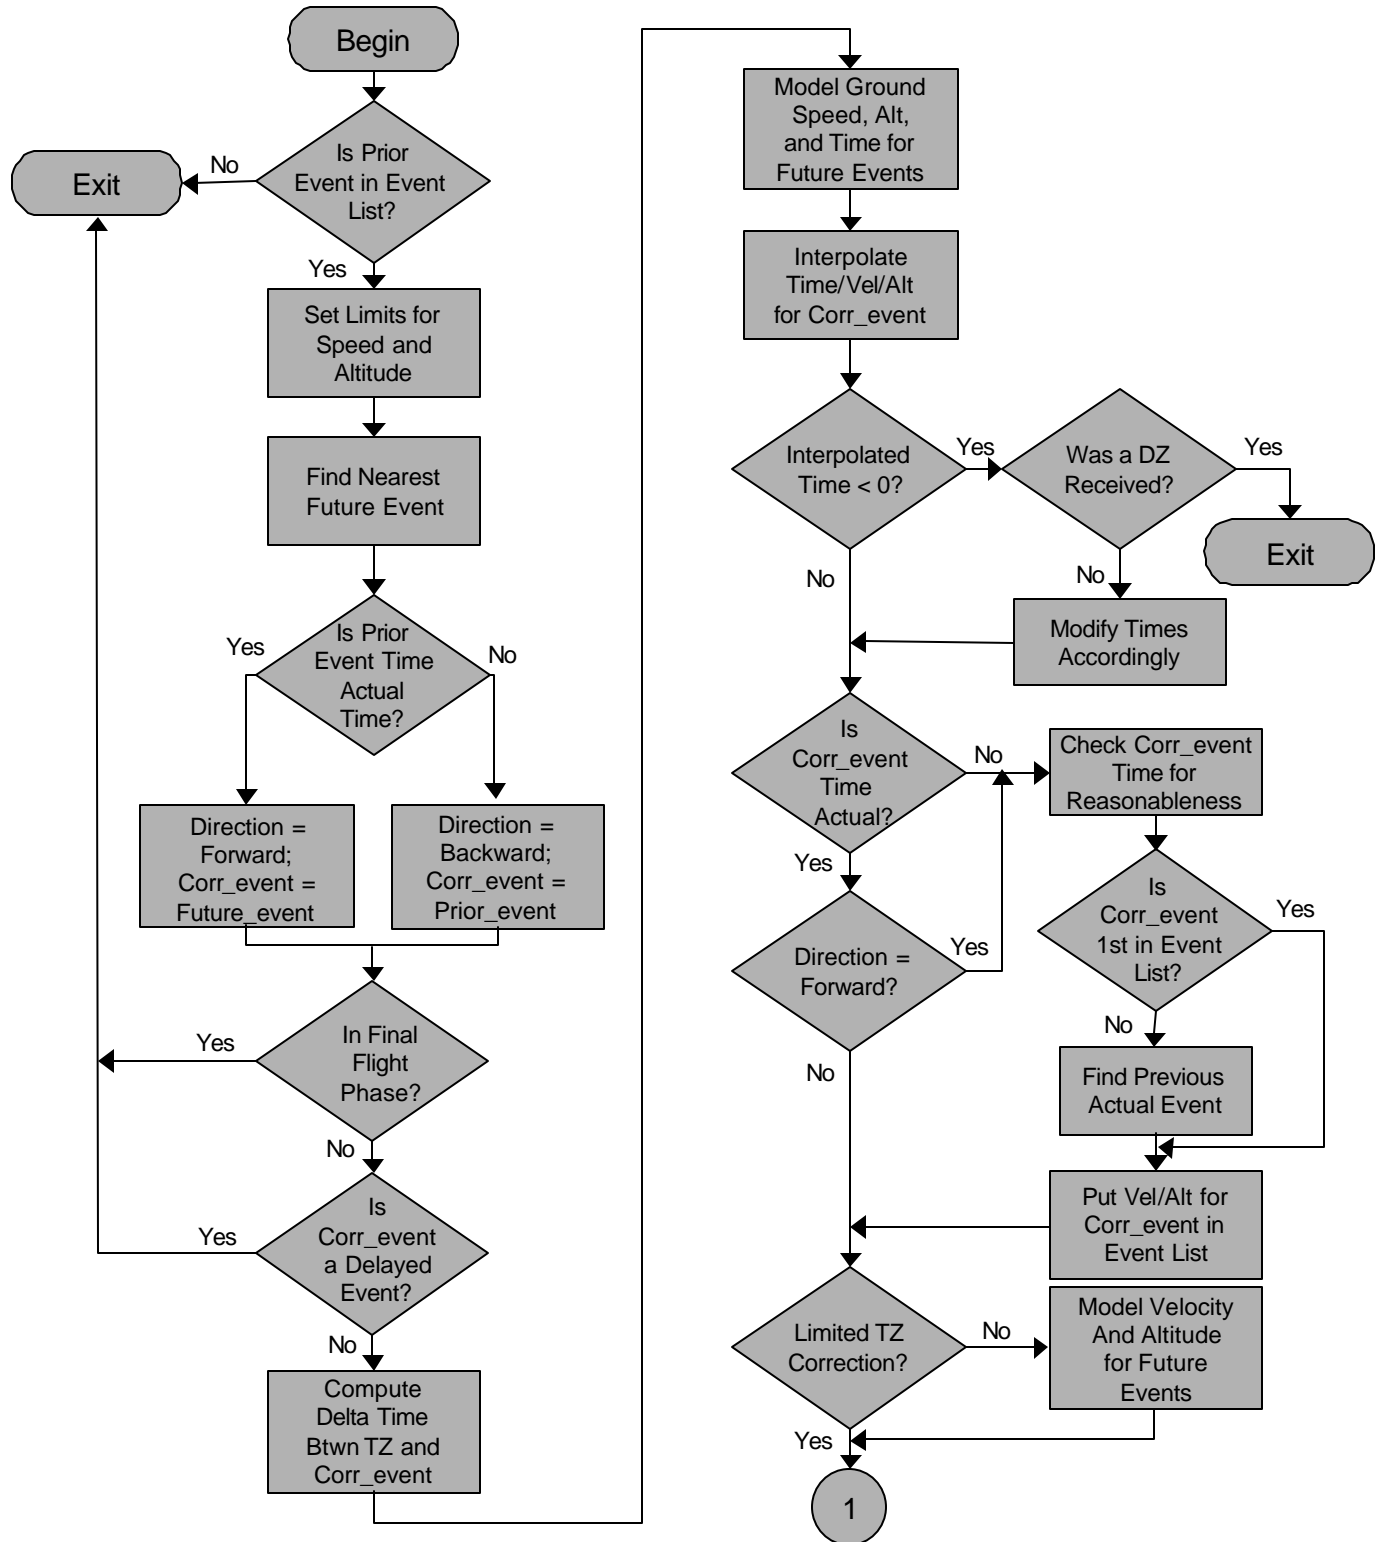 Begin
Is Prior
Event in Event
List?
No
Exit
Yes
Set Limits for
Speed and
Altitude
Find Nearest
Future Event
Is Prior
Event Time
Actual
Time?
Yes
No
Direction =
Forward;
Corr_event =
Future_event
Direction =
Backward;
Corr_event =
Prior_event
In Final
Flight
Phase?
Yes
No
Is
Corr_event
a Delayed
Event?
Yes
No
Compute
Delta Time
Btwn TZ and
Corr_event
Model Ground
Speed, Alt,
and Time for
Future Events
Interpolate
Time/Vel/Alt
for Corr_event
Interpolated
Time < 0?
Yes
Was a DZ
Received?
Yes
Exit
No
No
Modify Times
Accordingly
Is
Corr_event
Time
Actual?
No
Check Corr_event
Time for
Reasonableness
Yes
Direction =
Forward?
Yes
Is
Corr_event
1st in Event
List?
Yes
No
Find Previous
Actual Event
No
Put Vel/Alt for
Corr_event in
Event List
Limited TZ
Correction?
No
Model Velocity
And Altitude
for Future
Events
Yes
1